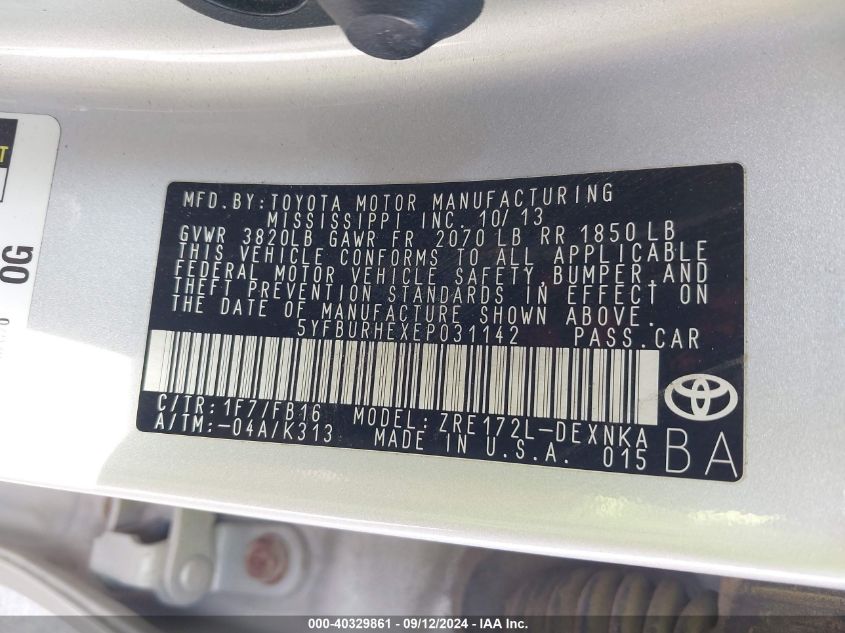 MFD.BY:TOYOTA MOTOR MANUFACTURING
MISSISSIPPI INC. 10/13
GVWR 3820LB GAWR FR 2070 LB RR 1850 LB
THIS VEHICLE CONFORMS TO ALL APPLICABLE
FEDERAL MOTOR VEHICLE SAFETY,BUMPER,AND
THEFT PREVENTION STANDARDS IN EFFECT ON
THE DATE OF MANUFACTURE SHOWN ABOVE.
5YFBURHEXEP031142 PASS.CAR
C/TR:1F7/FB16 MODEL:ZRE172L-DEXNKA
A/TM:-04A/K313 MADE IN U.S.A. 015
BA
OG
000-40329861 - 09/12/2024 - IAA, Inc.